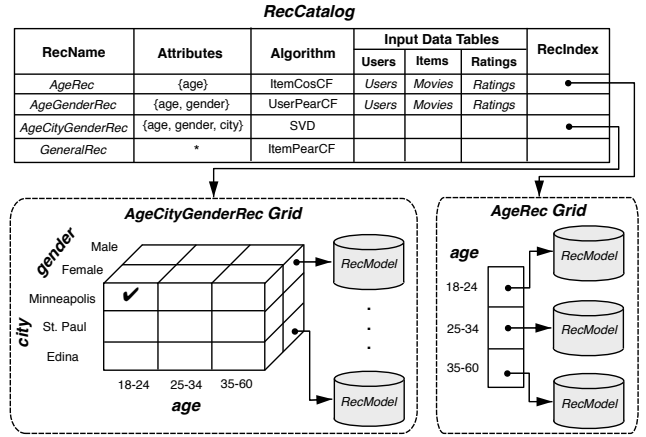 RecCatalog
RecName Attributes Algorithm Input Data Tables RecIndex
Users Items Ratings
AgeRec {age} ItemCosCF Users Movies Ratings
AgeGenderRec {age, gender} UserPearCF Users Movies Ratings
AgeCityGenderRec {age, gender, city} SVD
GeneralRec * ItemPearCF
AgeCityGenderRec Grid
gender
Male
Female
Minneapolis
St. Paul
Edina
city
18-24 25-34 35-60
age
RecModel
.
.
.
RecModel
AgeRec Grid
age
18-24
25-34
35-60
RecModel
RecModel
RecModel